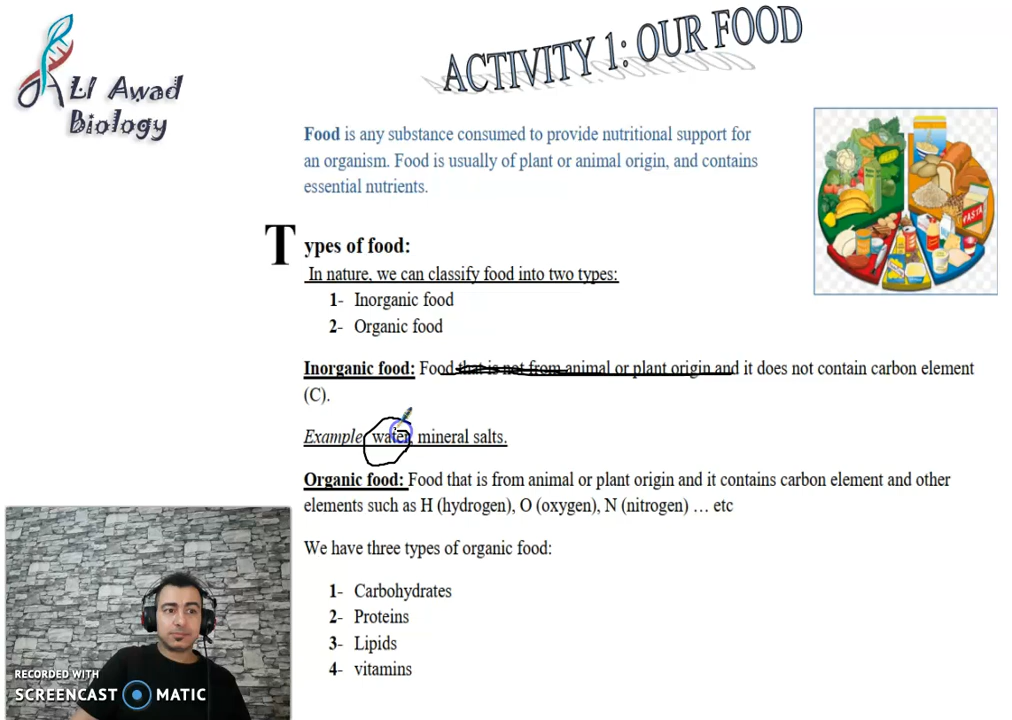 ALI Awad
Biology
ACTIVITY 1: OUR FOOD
Food is any substance consumed to provide nutritional support for
an organism. Food is usually of plant or animal origin, and contains
essential nutrients.
PASTA
Types of food:
In nature, we can classify food into two types:
1- Inorganic food
2- Organic food
Inorganic food: Food that is not from animal or plant origin and it does not contain carbon element
(C).
Example water, mineral salts.
Organic food: Food that is from animal or plant origin and it contains carbon element and other
elements such as H (hydrogen), O (oxygen), N (nitrogen) … etc
We have three types of organic food:
1- Carbohydrates
2- Proteins
3- Lipids
4- vitamins
RECORDED WITH
SCREENCAST MATIC